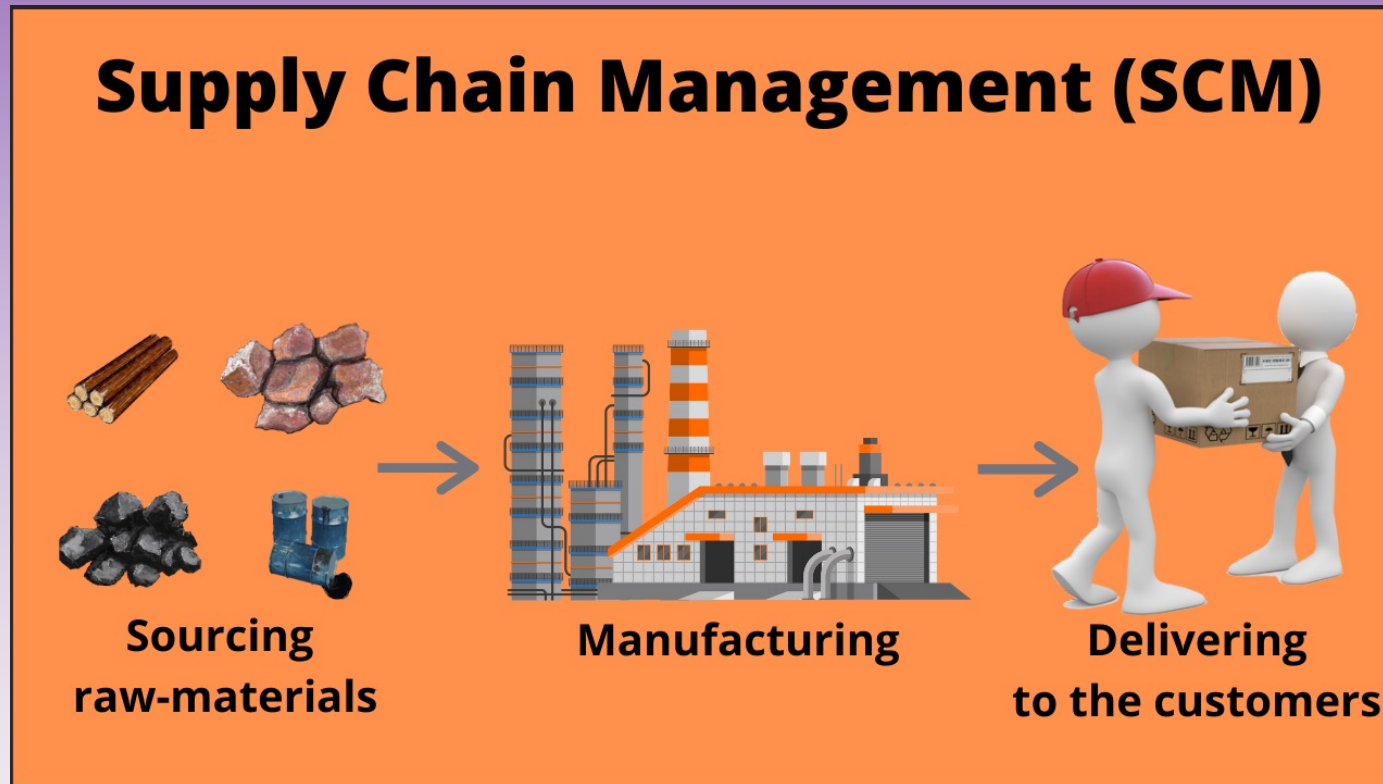 Supply Chain Management (SCM)
Sourcing
raw-materials
Manufacturing
Delivering
to the customers